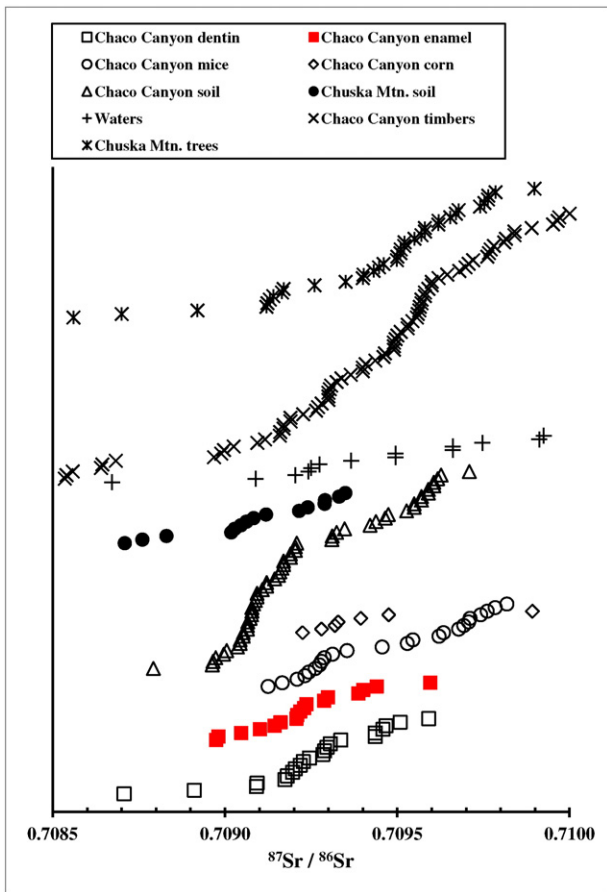 Chaco Canyon dentin Chaco Canyon enamel
Chaco Canyon mice Chaco Canyon corn
Chaco Canyon soil Chuska Mtn. soil
Waters Chaco Canyon timbers
Chuska Mtn. trees
0.7085 0.7090 0.7095 0.7100
⁸⁷Sr / ⁸⁶Sr